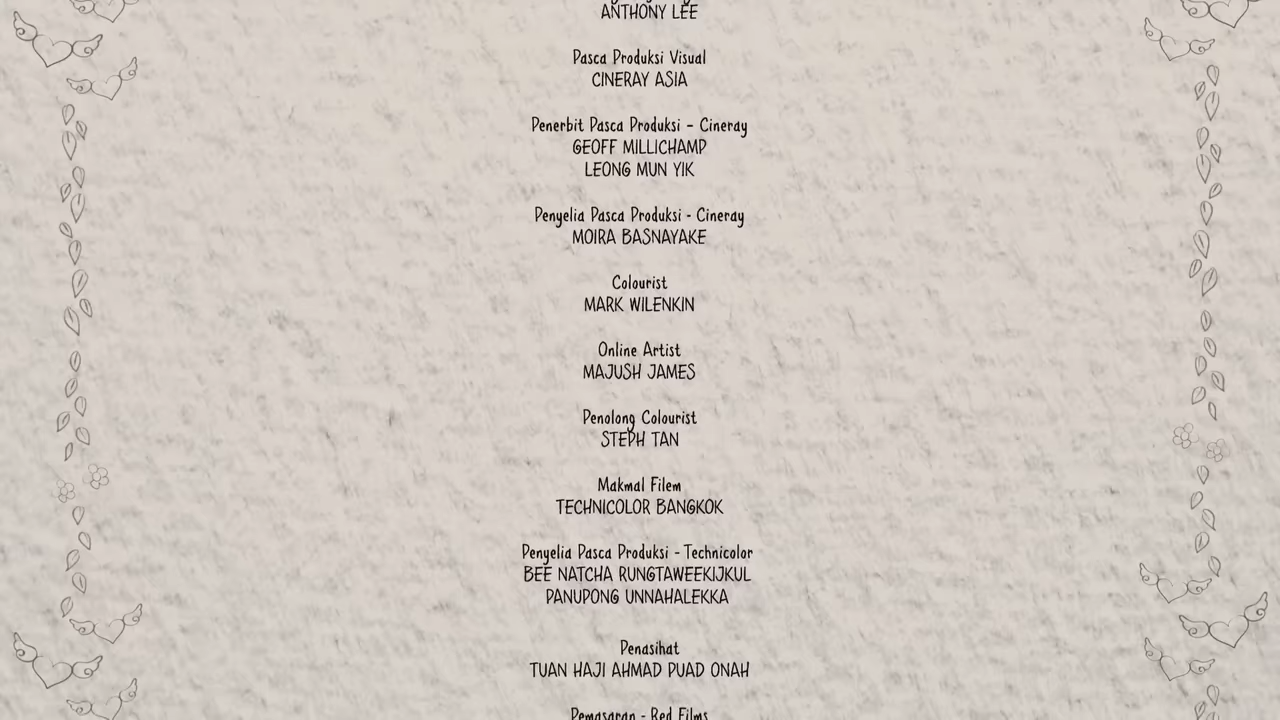 ANTHONY LEE
Pasca Produksi Visual
CINERAY ASIA
Penerbit Pasca Produksi – Cineray
GEOFF MILLICHAMP
LEONG MUN YIK
Penyelia Pasca Produksi - Cineray
MOIRA BASNAYAKE
Colourist
MARK WILENKIN
Online Artist
MAJUSH JAMES
Penolong Colourist
STEPH TAN
Makmal Filem
TECHNICOLOR BANGKOK
Penyelia Pasca Produksi - Technicolor
BEE NATCHA RUNGTAWEEKIJKUL
PANUPONG UNNAHALEKKA
Penasihat
TUAN HAJI AHMAD PUAD ONAH
Pemasaran - Red Films